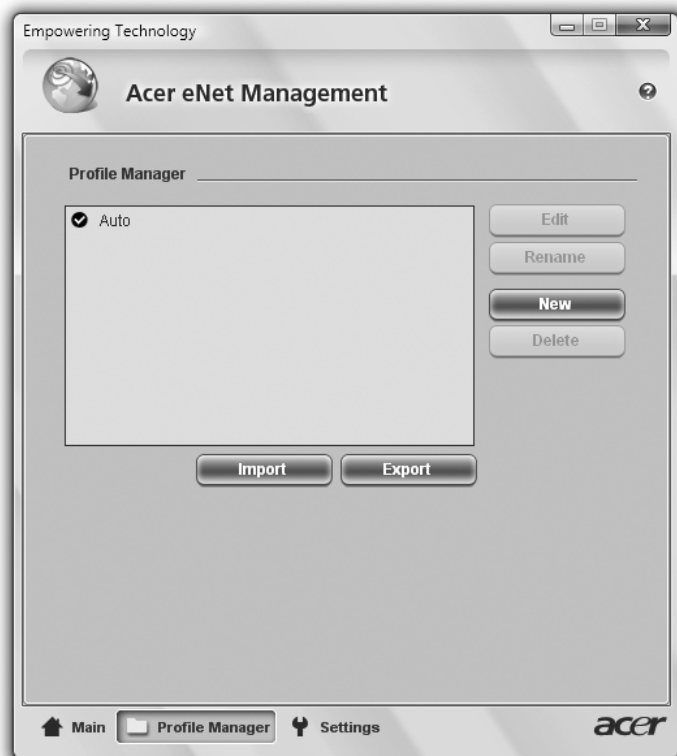 Empowering Technology
Acer eNet Management
Profile Manager
Auto
Edit
Rename
New
Delete
Import
Export
Main
Profile Manager
Settings
acer